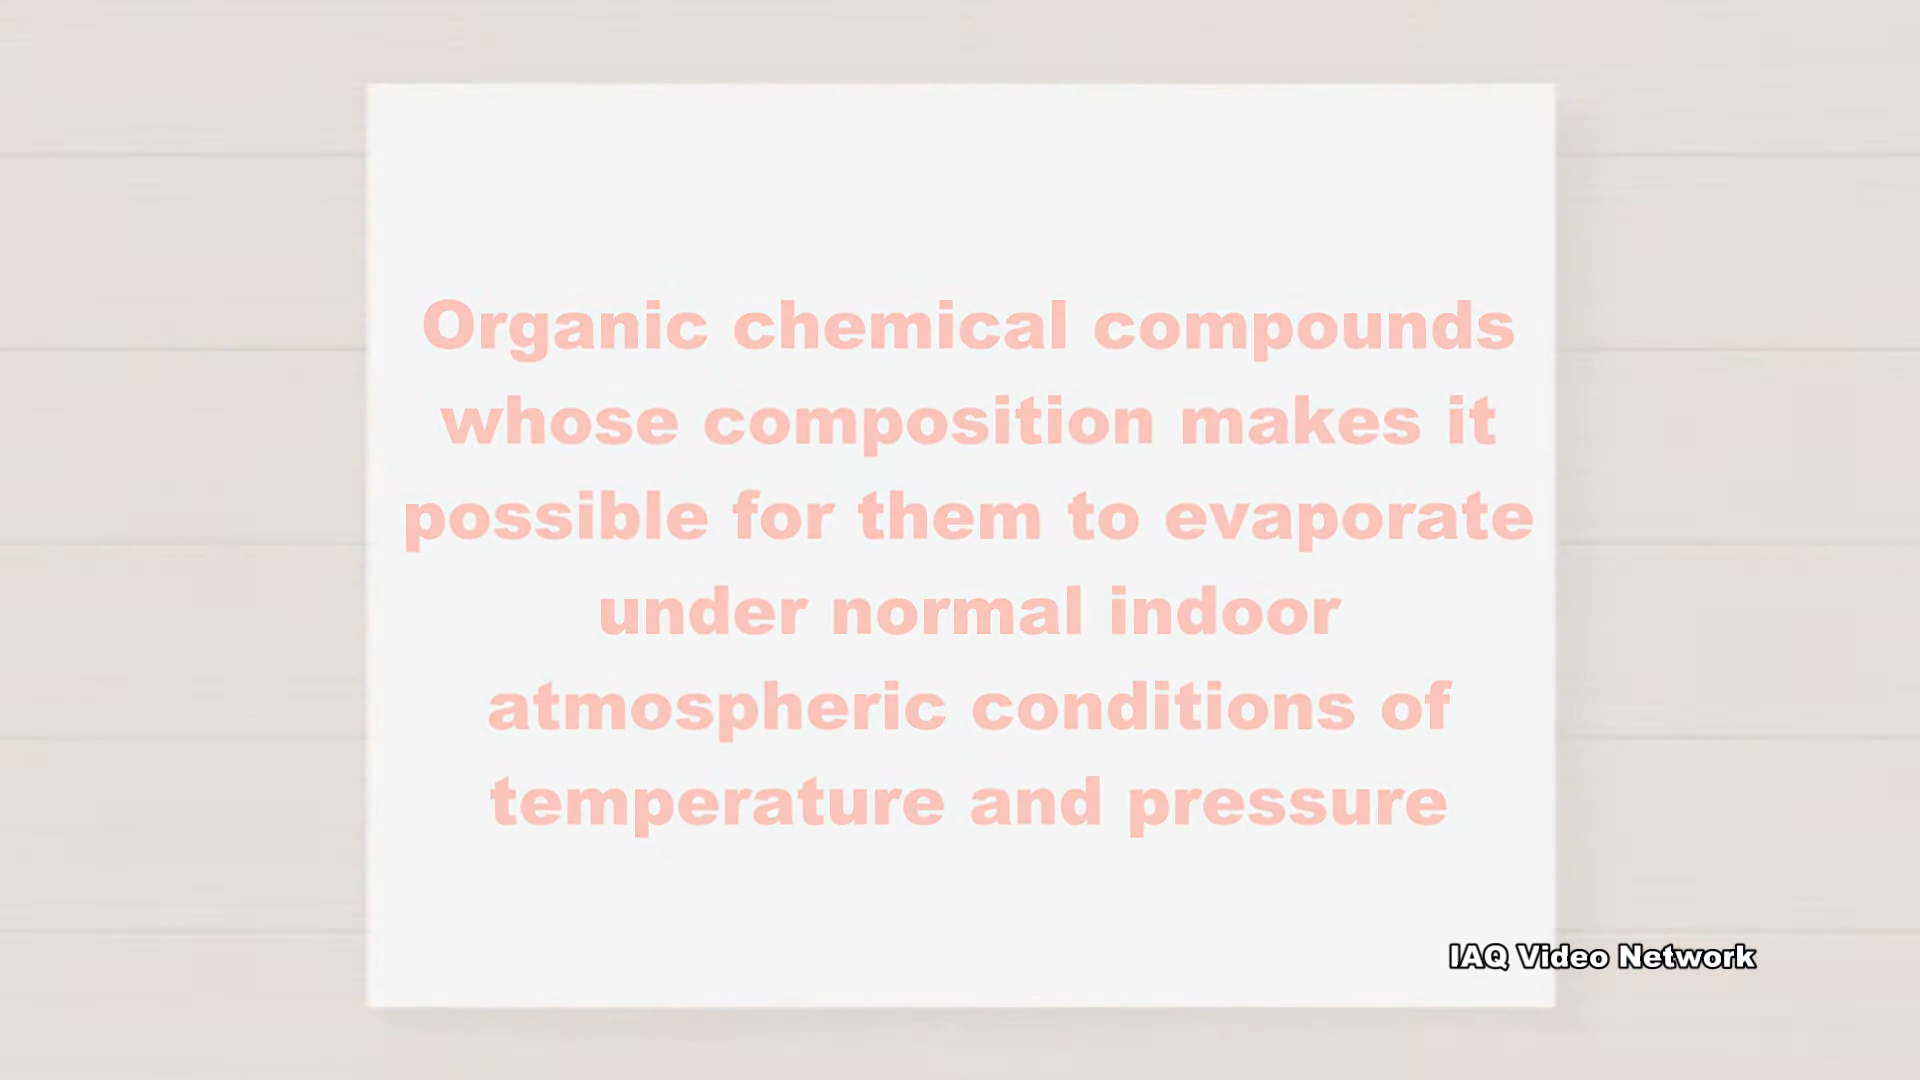 Organic chemical compounds
whose composition makes it
possible for them to evaporate
under normal indoor
atmospheric conditions of
temperature and pressure
IAQ Video Network